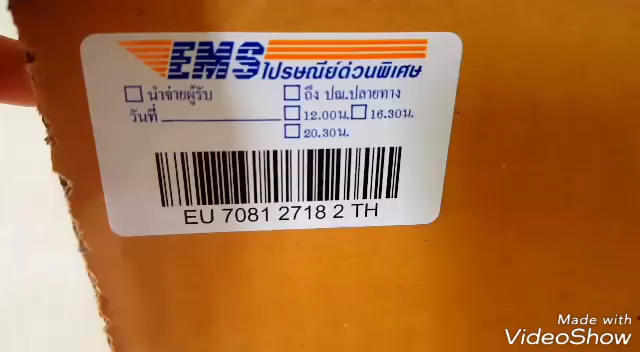 EMS ไปรษณีย์ด่วนพิเศษ
☐ นำจ่ายผู้รับ ☐ ถึง ปณ.ปลายทาง
วันที่ ☐ 12.00น. ☐ 16.30น.
☐ 20.30น.
EU 7081 2718 2 TH
Made with
VideoShow